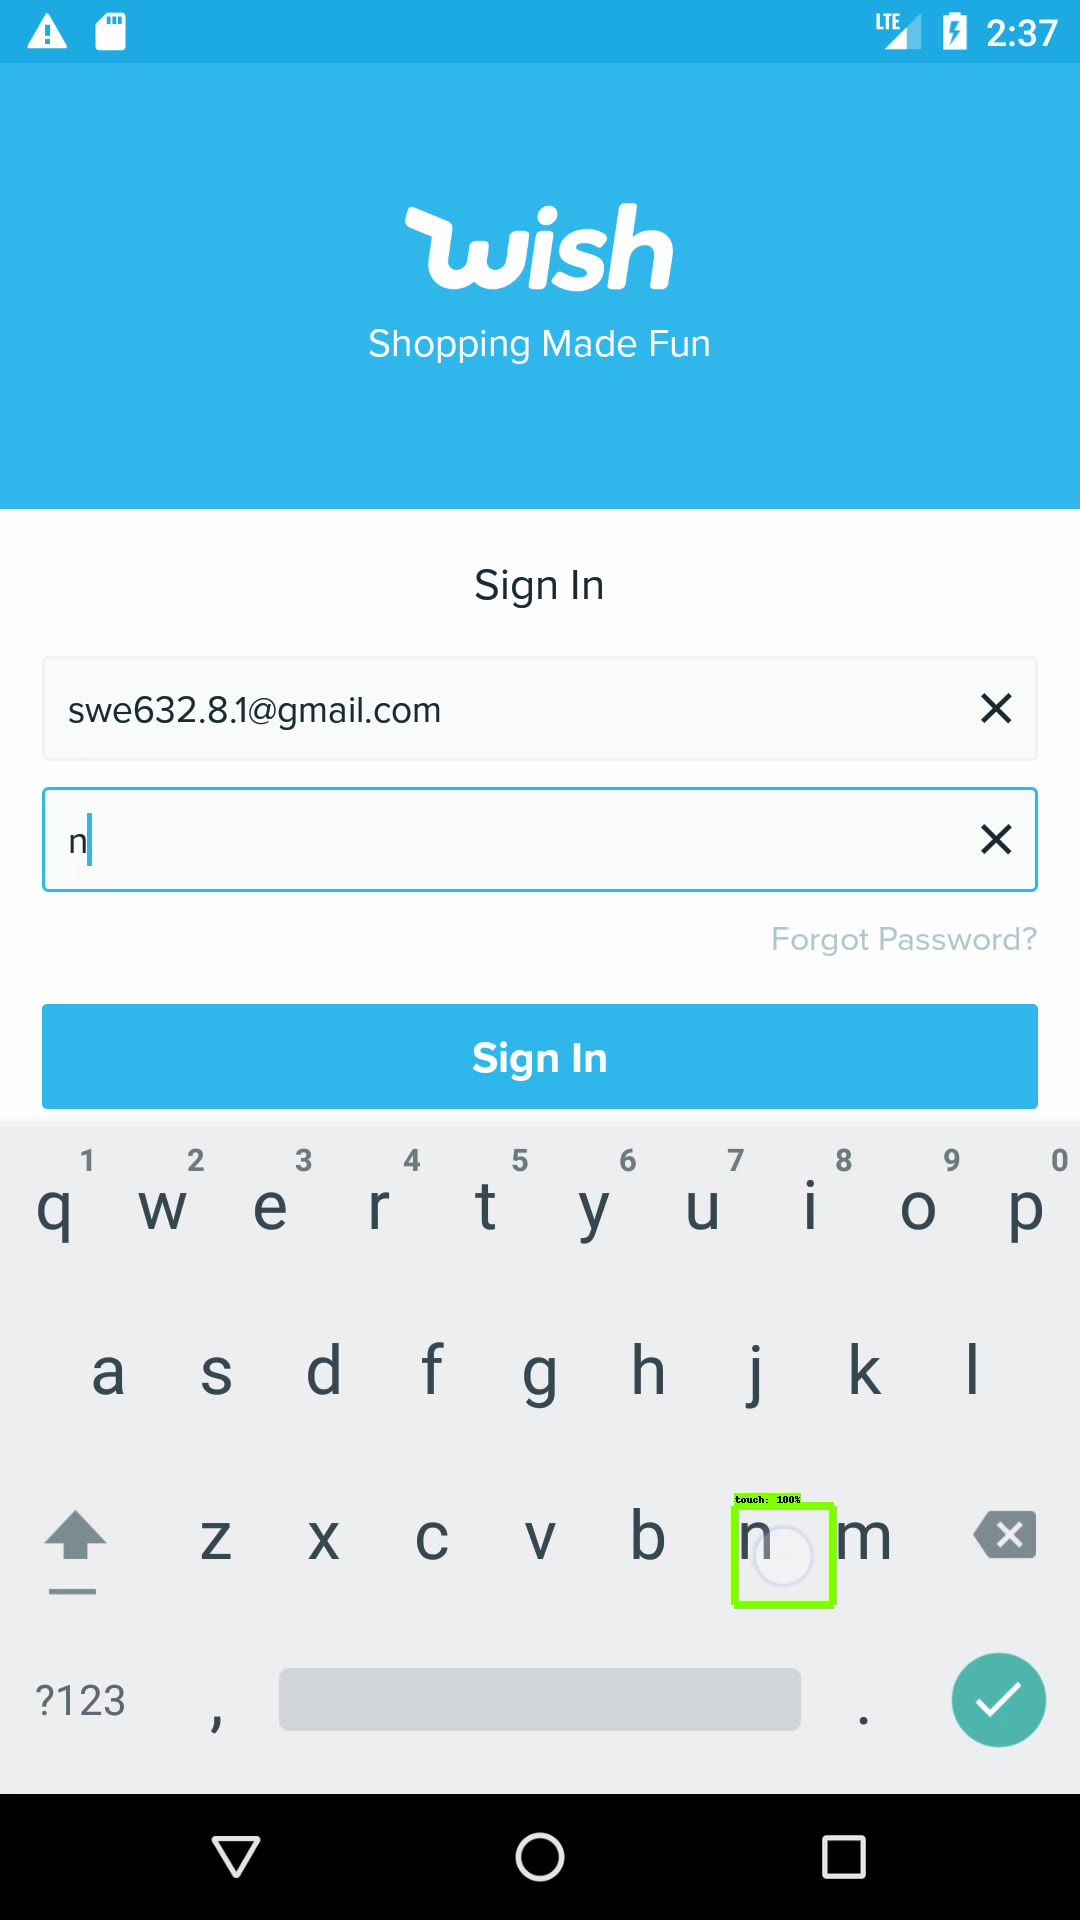 LTE 2:37
wish
Shopping Made Fun
Sign In
swe632.8.1@gmail.com
n
Forgot Password?
Sign In
1 2 3 4 5 6 7 8 9 0
q w e r t y u i o p
a s d f g h j k l
touch: 100%
z x c v b n m
?123 , .